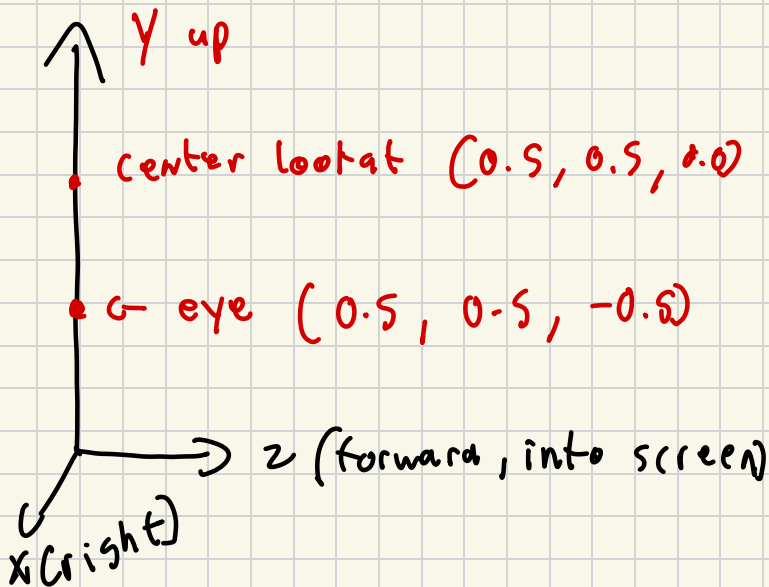 Y up
center lookat (0.5, 0.5, 0.0)
← eye (0.5, 0.5, -0.5)
z (forward, into screen)
x (right)